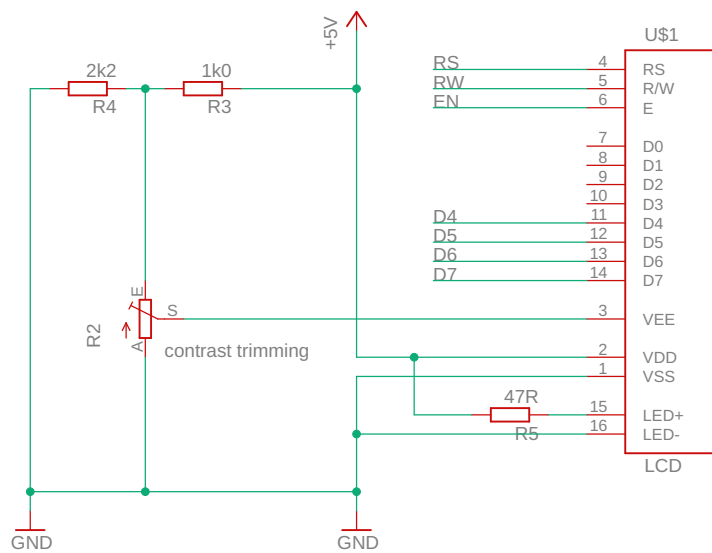 +5V
U$1
2k2
1k0
R4
R3
RS 4 RS
RW 5 R/W
EN 6 E
7 D0
8 D1
9 D2
10 D3
D4 11 D4
D5 12 D5
D6 13 D6
D7 14 D7
E
S
A
R2
3 VEE
contrast trimming
2 VDD
1 VSS
47R
R5
15 LED+
16 LED-
LCD
GND
GND